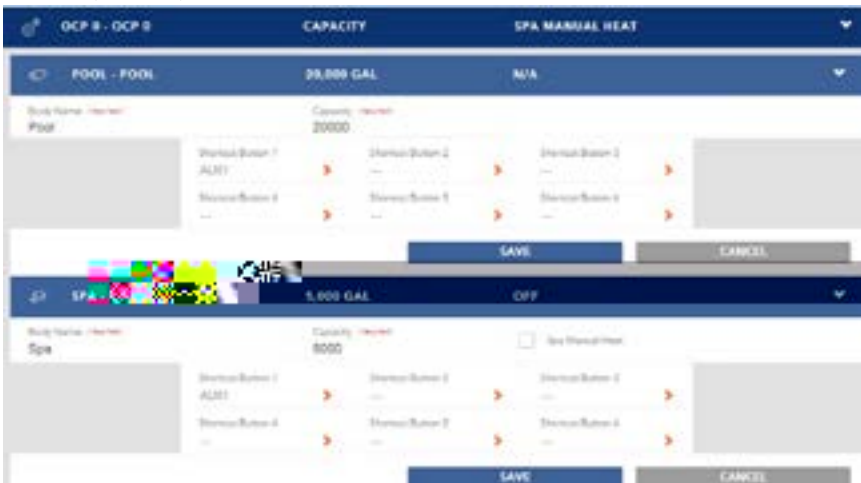 OCP 0 - OCP 0 CAPACITY SPA MANUAL HEAT
POOL - POOL 20,000 GAL N/A
Body Name Capacity
Pool 20000
Shortcut Button 1 Shortcut Button 2 Shortcut Button 3
AUX1 --- ---
Shortcut Button 4 Shortcut Button 5 Shortcut Button 6
--- --- ---
SAVE CANCEL
SPA - 5,000 GAL OFF
Body Name Capacity Spa Manual Heat
Spa 5000
Shortcut Button 1 Shortcut Button 2 Shortcut Button 3
AUX1 --- ---
Shortcut Button 4 Shortcut Button 5 Shortcut Button 6
--- --- ---
SAVE CANCEL